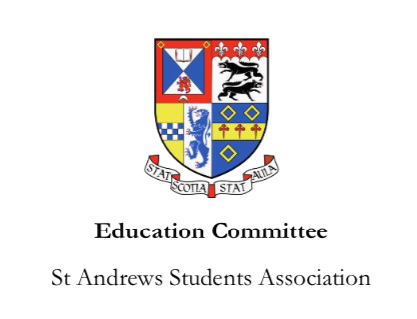 STAT SCOTIA STAT AULA
Education Committee
St Andrews Students Association